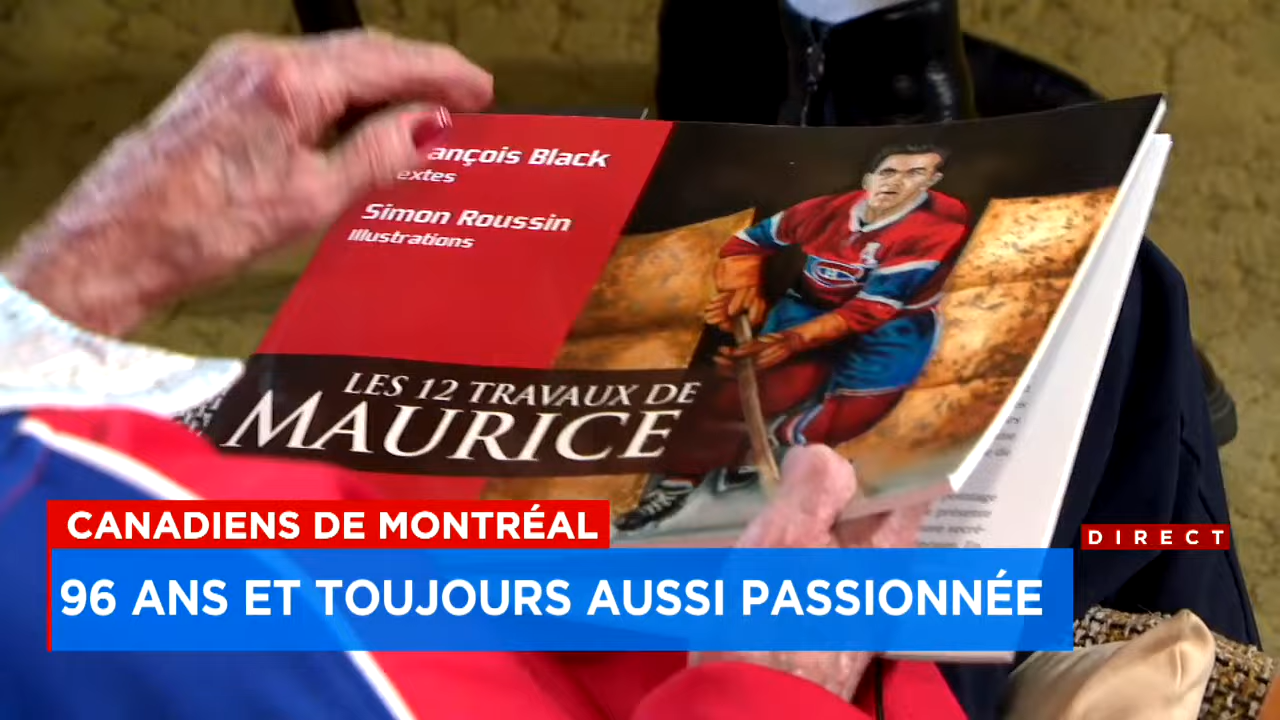 ançois Black
extes
Simon Roussin
Illustrations
LES 12 TRAVAUX DE
MAURICE
A
CANADIENS DE MONTRÉAL
DIRECT
96 ANS ET TOUJOURS AUSSI PASSIONNÉE